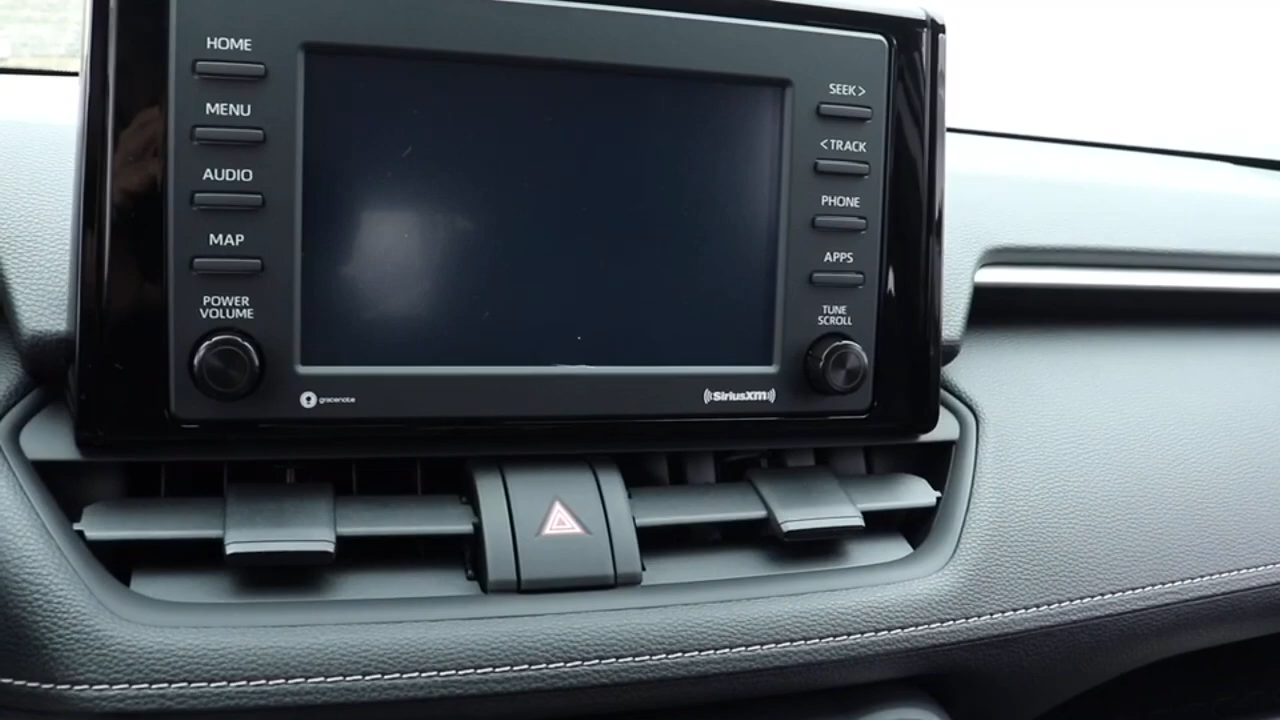 HOME
MENU
AUDIO
MAP
POWER
VOLUME
SEEK >
< TRACK
PHONE
APPS
TUNE
SCROLL
gracenote
SiriusXM